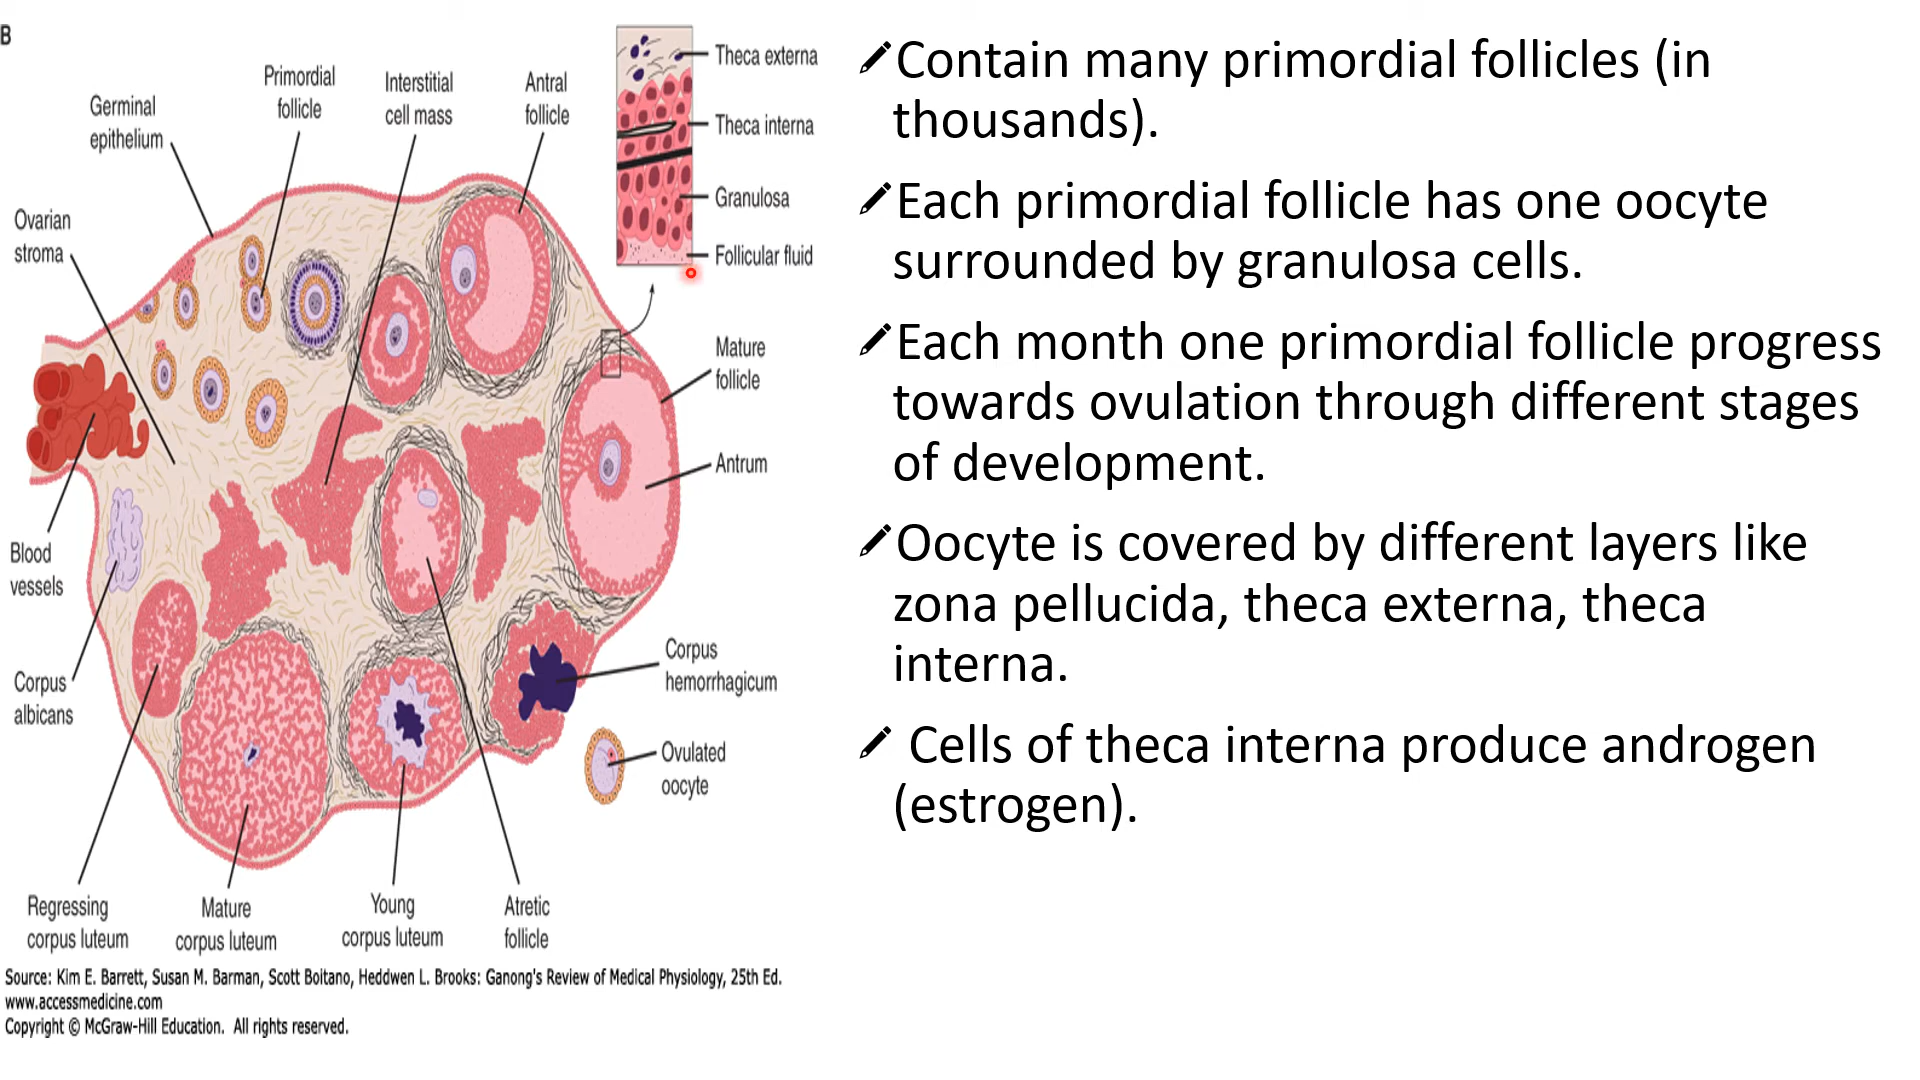 B
Germinal
epithelium
Primordial
follicle
Interstitial
cell mass
Antral
follicle
Theca externa
Theca interna
Granulosa
Follicular fluid
Ovarian
stroma
Mature
follicle
Antrum
Blood
vessels
Corpus
albicans
Corpus
hemorrhagicum
Ovulated
oocyte
Regressing
corpus luteum
Mature
corpus luteum
Young
corpus luteum
Atretic
follicle
Source: Kim E. Barrett, Susan M. Barman, Scott Boitano, Heddwen L. Brooks: Ganong's Review of Medical Physiology, 25th Ed.
www.accessmedicine.com
Copyright © McGraw-Hill Education. All rights reserved.
Contain many primordial follicles (in
thousands).
Each primordial follicle has one oocyte
surrounded by granulosa cells.
Each month one primordial follicle progress
towards ovulation through different stages
of development.
Oocyte is covered by different layers like
zona pellucida, theca externa, theca
interna.
Cells of theca interna produce androgen
(estrogen).